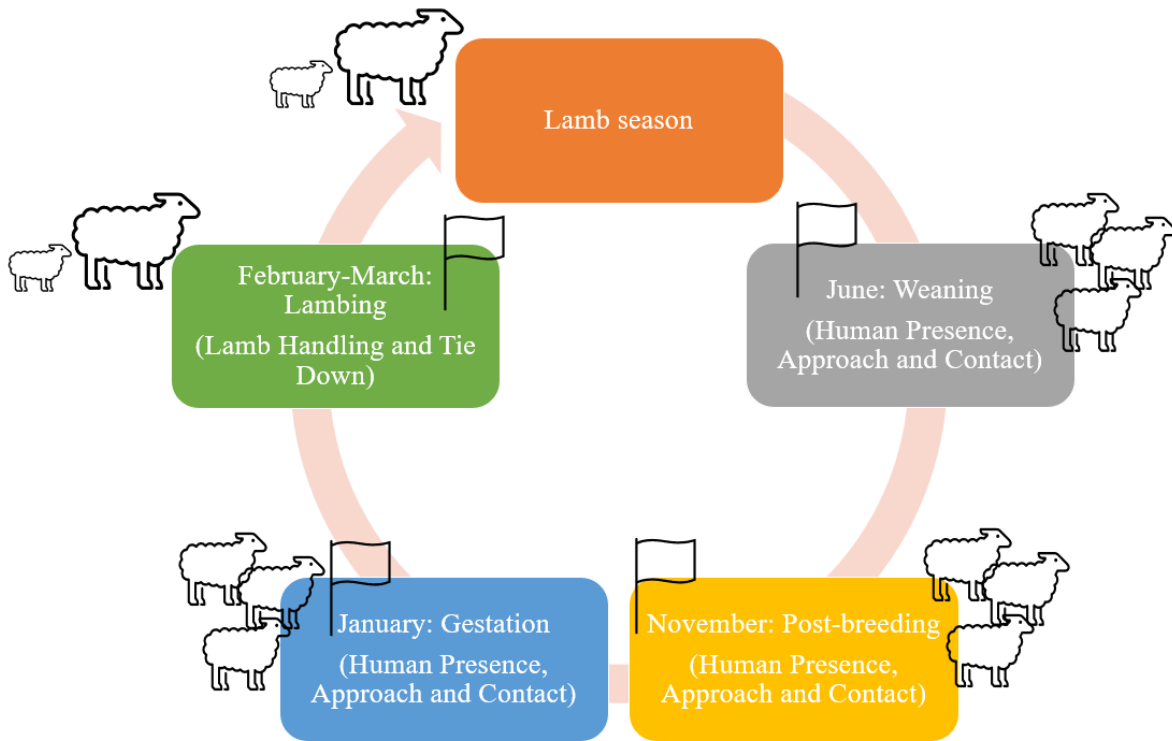 Lamb season
June: Weaning
(Human Presence,
Approach and Contact)
November: Post-breeding
(Human Presence,
Approach and Contact)
January: Gestation
(Human Presence,
Approach and Contact)
February-March:
Lambing
(Lamb Handling and Tie
Down)